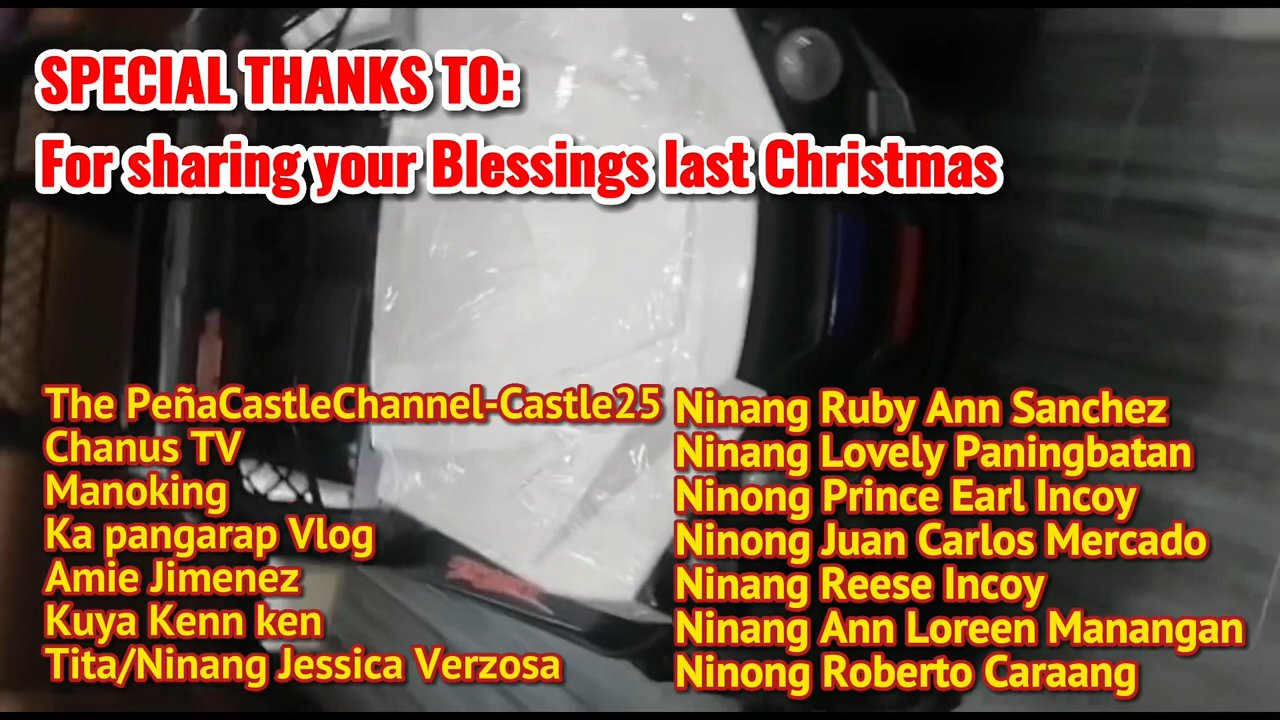 SPECIAL THANKS TO:
For sharing your Blessings last Christmas
The PeñaCastleChannel-Castle25
Chanus TV
Manoking
Ka pangarap Vlog
Amie Jimenez
Kuya Kenn ken
Tita/Ninang Jessica Verzosa
Ninang Ruby Ann Sanchez
Ninang Lovely Paningbatan
Ninong Prince Earl Incoy
Ninong Juan Carlos Mercado
Ninang Reese Incoy
Ninang Ann Loreen Manangan
Ninong Roberto Caraang